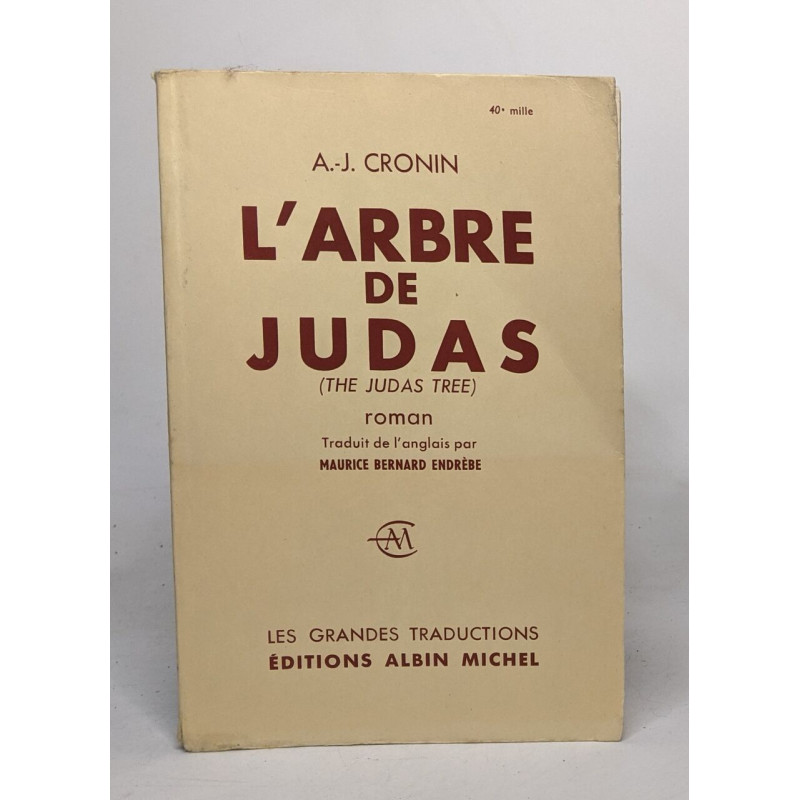 40e mille
A.-J. CRONIN
L'ARBRE
DE
JUDAS
(THE JUDAS TREE)
roman
Traduit de l'anglais par
MAURICE BERNARD ENDRÈBE
AM
LES GRANDES TRADUCTIONS
ÉDITIONS ALBIN MICHEL